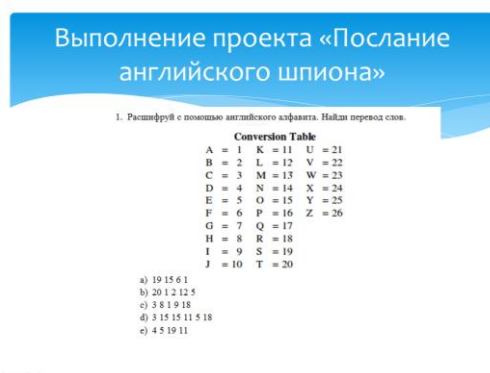 Выполнение проекта «Послание
английского шпиона»
1. Расшифруй с помощью английского алфавита. Найди перевод слов.
Conversion Table
A = 1 K = 11 U = 21
B = 2 L = 12 V = 22
C = 3 M = 13 W = 23
D = 4 N = 14 X = 24
E = 5 O = 15 Y = 25
F = 6 P = 16 Z = 26
G = 7 Q = 17
H = 8 R = 18
I = 9 S = 19
J = 10 T = 20
a) 19 15 6 1
b) 20 1 2 12 5
c) 3 8 1 9 18
d) 3 15 15 11 5 18
e) 4 5 19 11